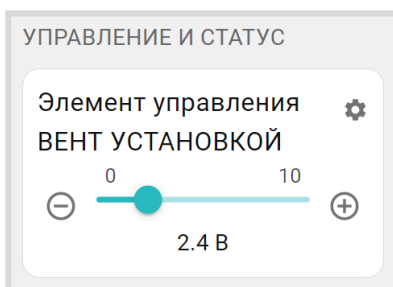 УПРАВЛЕНИЕ И СТАТУС
Элемент управления
ВЕНТ УСТАНОВКОЙ
0 10
2.4 В